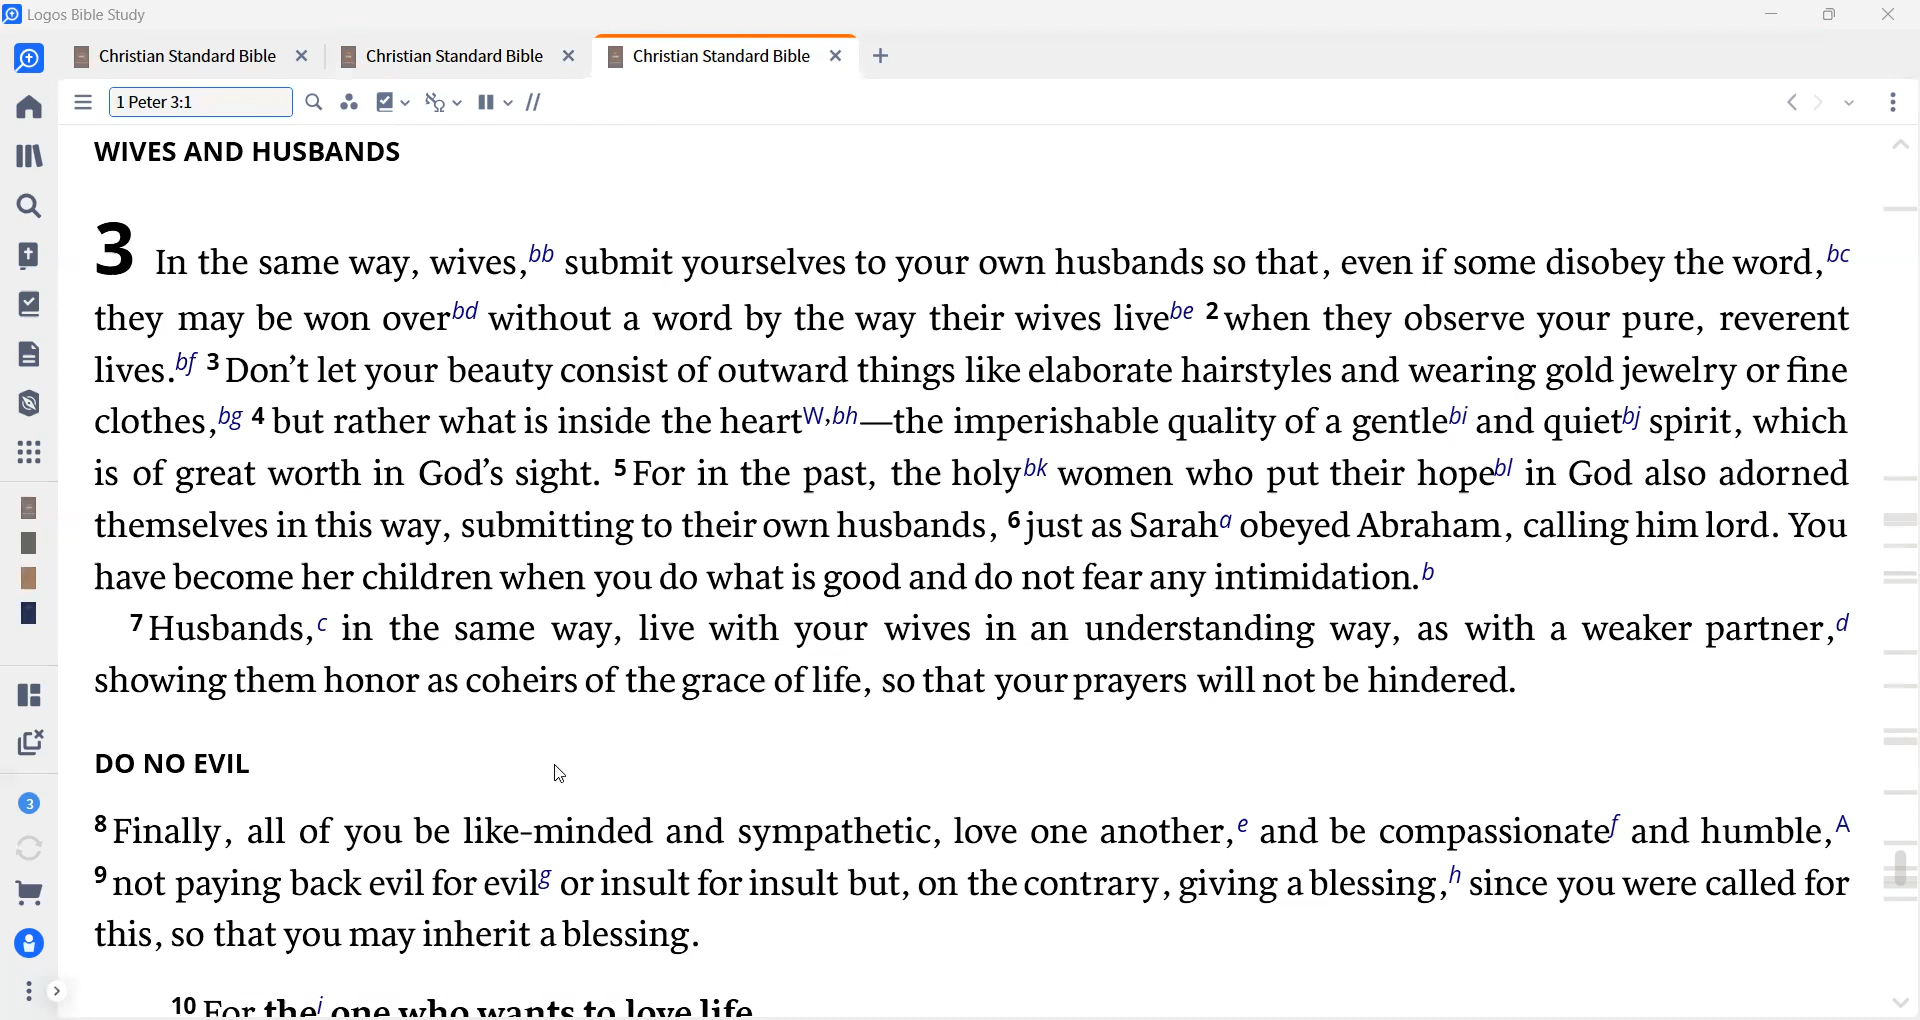 Logos Bible Study
Christian Standard Bible
Christian Standard Bible
Christian Standard Bible
1 Peter 3:1
WIVES AND HUSBANDS
3 In the same way, wives,bb submit yourselves to your own husbands so that, even if some disobey the word,bc
they may be won overbd without a word by the way their wives livebe 2 when they observe your pure, reverent
lives.bf 3 Don’t let your beauty consist of outward things like elaborate hairstyles and wearing gold jewelry or fine
clothes,bg 4 but rather what is inside the heartW,bh—the imperishable quality of a gentlebi and quietbj spirit, which
is of great worth in God’s sight. 5 For in the past, the holybk women who put their hopebl in God also adorned
themselves in this way, submitting to their own husbands, 6 just as Saraha obeyed Abraham, calling him lord. You
have become her children when you do what is good and do not fear any intimidation.b
7 Husbands,c in the same way, live with your wives in an understanding way, as with a weaker partner,d
showing them honor as coheirs of the grace of life, so that your prayers will not be hindered.
DO NO EVIL
8 Finally, all of you be like-minded and sympathetic, love one another,e and be compassionatef and humble,A
9 not paying back evil for evilg or insult for insult but, on the contrary, giving a blessing,h since you were called for
this, so that you may inherit a blessing.
10 For thei one who wants to love life
3